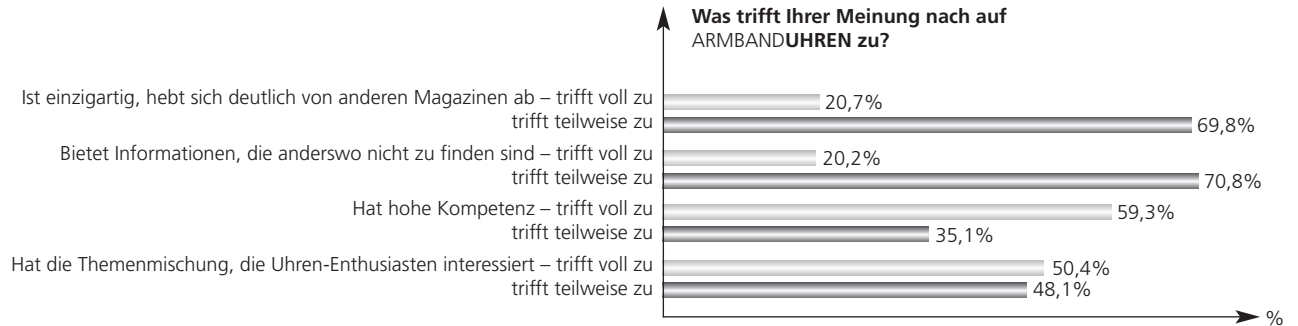 Was trifft Ihrer Meinung nach auf
ARMBANDUHREN zu?
Ist einzigartig, hebt sich deutlich von anderen Magazinen ab – trifft voll zu 20,7%
trifft teilweise zu 69,8%
Bietet Informationen, die anderswo nicht zu finden sind – trifft voll zu 20,2%
trifft teilweise zu 70,8%
Hat hohe Kompetenz – trifft voll zu 59,3%
trifft teilweise zu 35,1%
Hat die Themenmischung, die Uhren-Enthusiasten interessiert – trifft voll zu 50,4%
trifft teilweise zu 48,1%
%